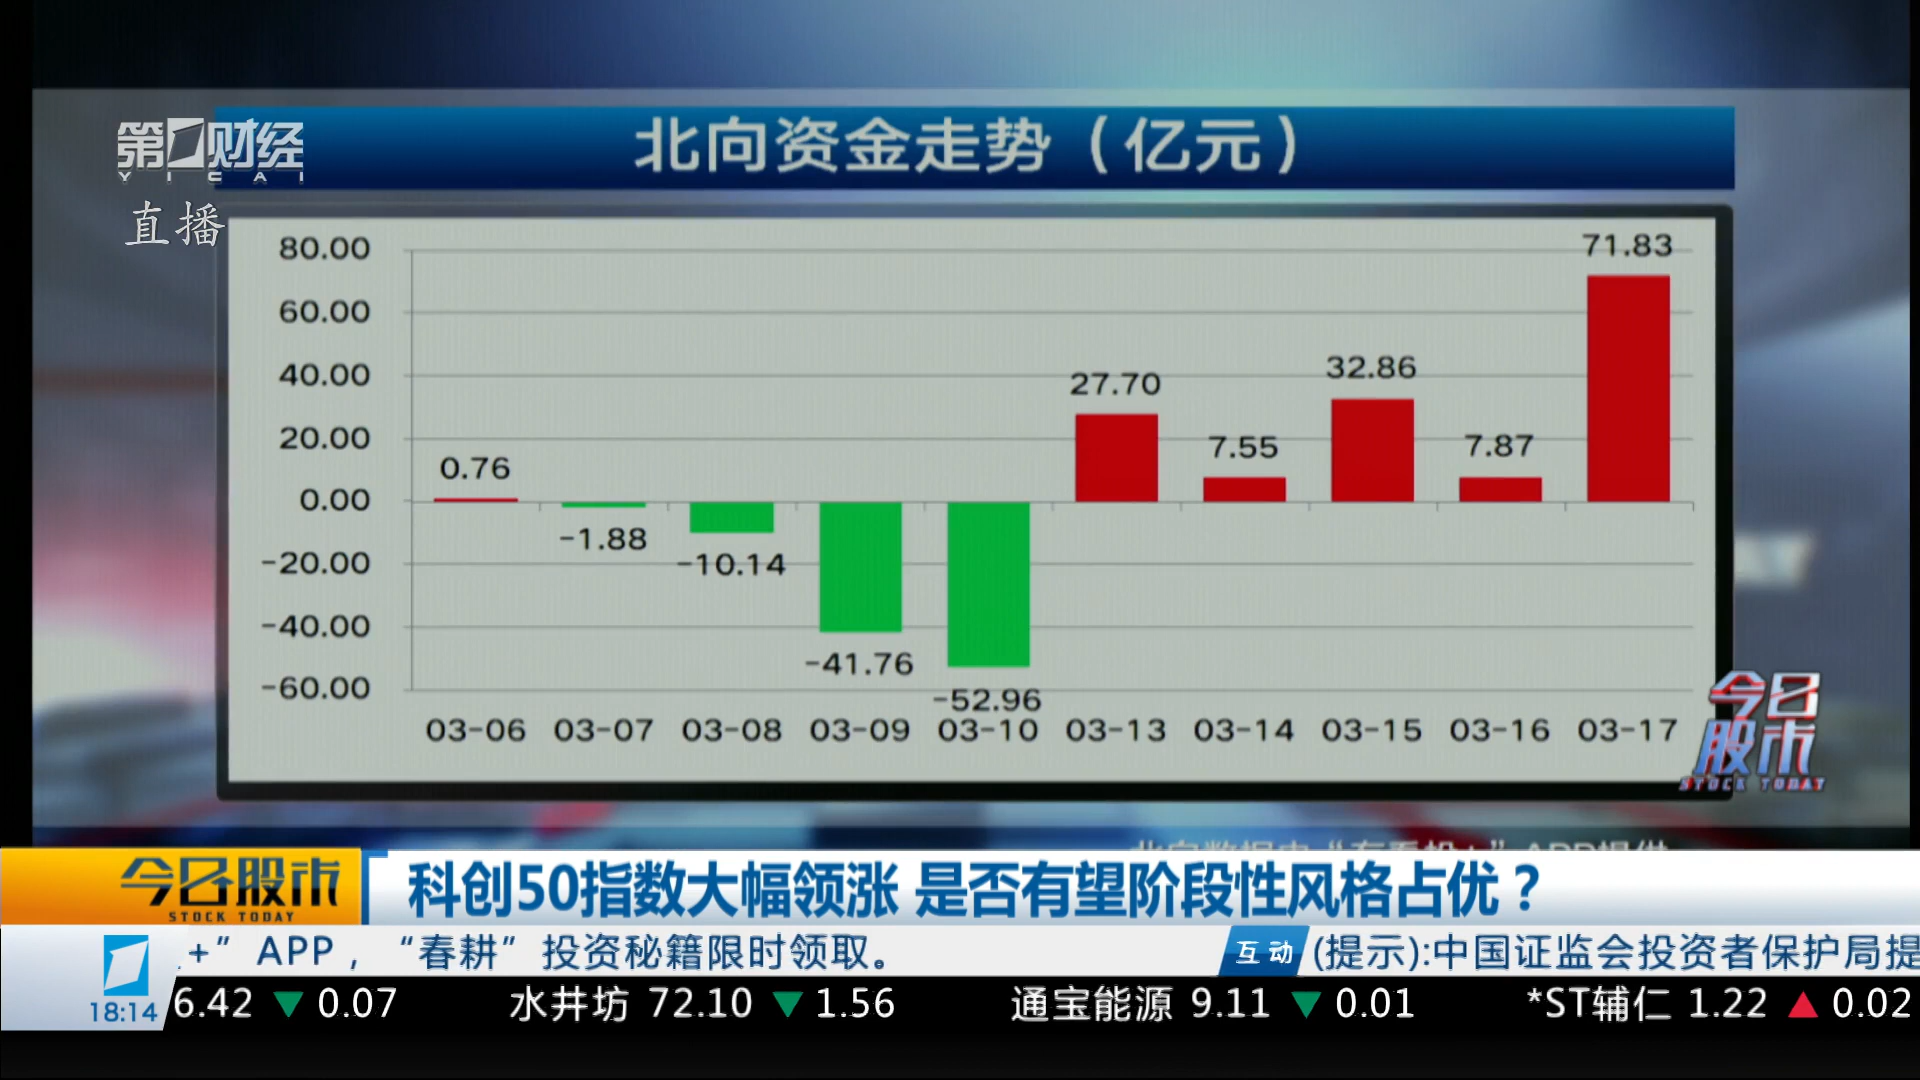 第1财经
YICAI
直播
北向资金走势（亿元）
80.00
60.00
40.00
20.00
0.00
-20.00
-40.00
-60.00
0.76
-1.88
-10.14
-41.76
-52.96
27.70
7.55
32.86
7.87
71.83
03-06 03-07 03-08 03-09 03-10 03-13 03-14 03-15 03-16 03-17
今日股市
STOCK TODAY
今日股市
STOCK TODAY
科创50指数大幅领涨 是否有望阶段性风格占优？
+”APP，“春耕”投资秘籍限时领取。 互动 (提示):中国证监会投资者保护局提
18:14
6.42 ▼ 0.07 水井坊 72.10 ▼ 1.56 通宝能源 9.11 ▼ 0.01 *ST辅仁 1.22 ▲ 0.02